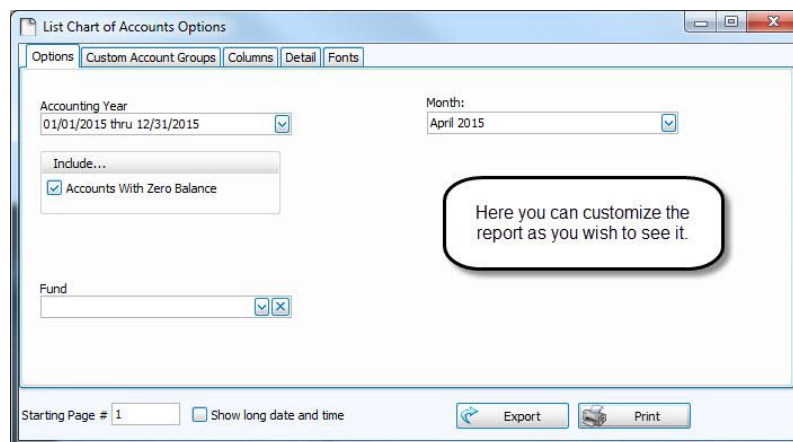 List Chart of Accounts Options
Options Custom Account Groups Columns Detail Fonts
Accounting Year
01/01/2015 thru 12/31/2015
Month:
April 2015
Include...
Accounts With Zero Balance
Here you can customize the
report as you wish to see it.
Fund
Starting Page # 1 Show long date and time Export Print